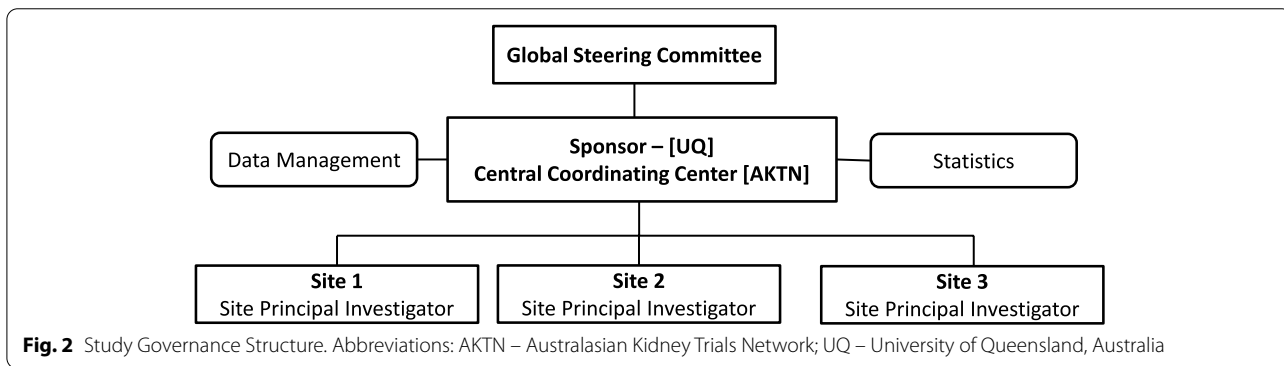 Global Steering Committee
Data Management
Sponsor – [UQ]
Central Coordinating Center [AKTN]
Statistics
Site 1
Site Principal Investigator
Site 2
Site Principal Investigator
Site 3
Site Principal Investigator
Fig. 2 Study Governance Structure. Abbreviations: AKTN – Australasian Kidney Trials Network; UQ – University of Queensland, Australia